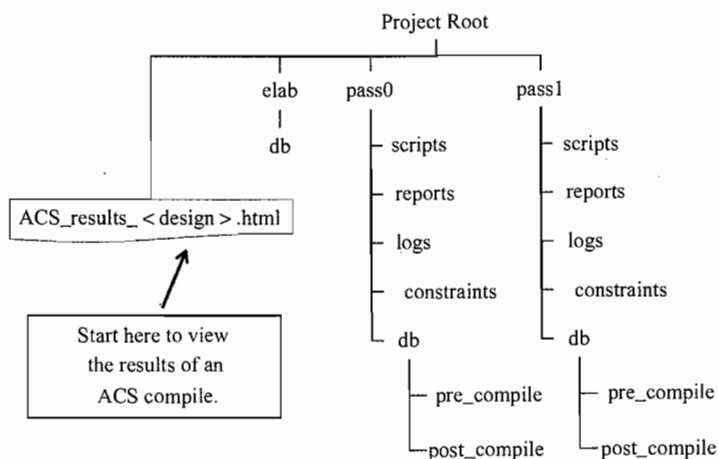 Project Root
elab
pass0
pass1
db
scripts
scripts
reports
reports
ACS_results_ < design > .html
logs
logs
constraints
constraints
Start here to view
the results of an
ACS compile.
db
db
pre_compile
pre_compile
post_compile
post_compile